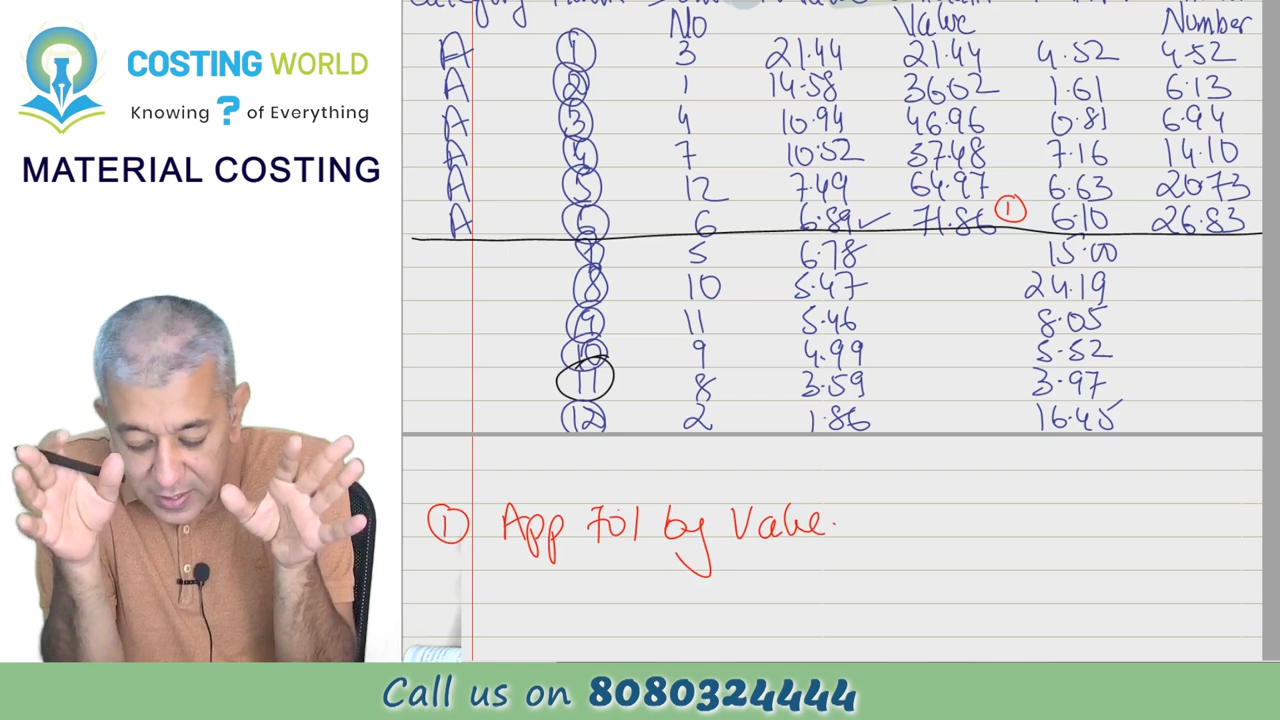 COSTING WORLD
Knowing ? of Everything
MATERIAL COSTING
Category
No Value Number
A 1 3 21.44 21.44 4.52 4.52
A 2 1 14.58 36.02 1.61 6.13
A 3 4 10.94 46.96 0.81 6.94
A 4 7 10.52 57.48 7.16 14.10
A 5 12 7.49 64.97 6.63 20.73
A 6 6 6.89 ✓ 71.86 ① 6.10 26.83
7 5 6.78 15.00
8 10 5.47 24.19
9 11 5.46 8.05
10 9 4.99 5.52
11 8 3.59 3.97
12 2 1.86 16.45
① App 70% by Value.
Call us on 8080324444